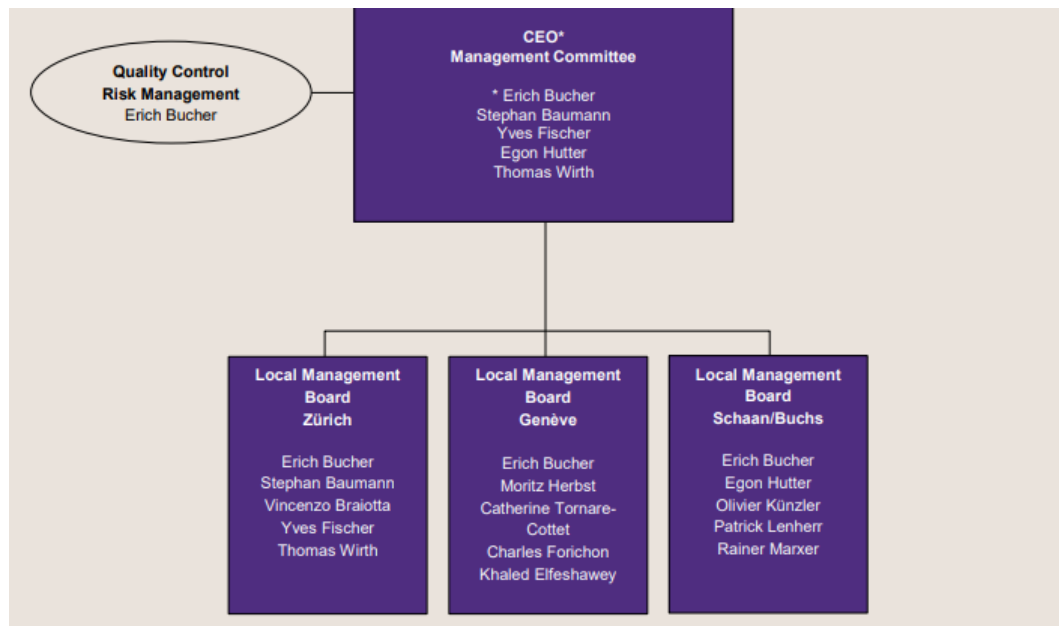 CEO*
Management Committee
* Erich Bucher
Stephan Baumann
Yves Fischer
Egon Hutter
Thomas Wirth
Quality Control
Risk Management
Erich Bucher
Local Management
Board
Zürich
Erich Bucher
Stephan Baumann
Vincenzo Braiotta
Yves Fischer
Thomas Wirth
Local Management
Board
Genève
Erich Bucher
Moritz Herbst
Catherine Tornare-
Cottet
Charles Forichon
Khaled Elfeshawey
Local Management
Board
Schaan/Buchs
Erich Bucher
Egon Hutter
Olivier Künzler
Patrick Lenherr
Rainer Marxer